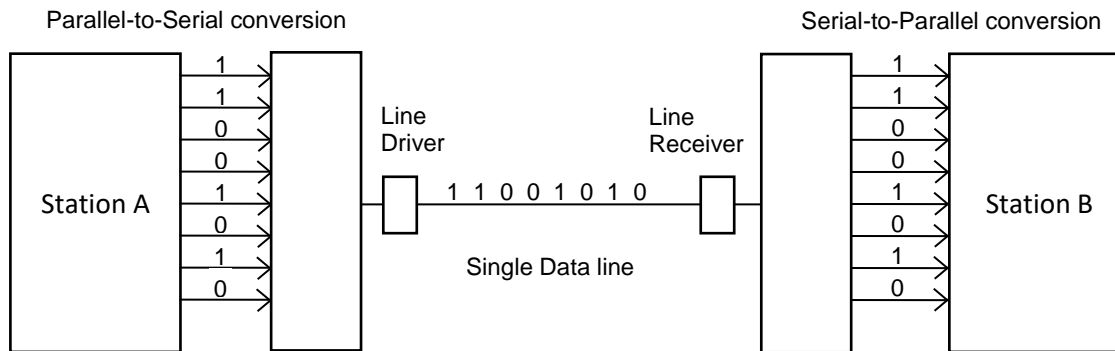 Parallel-to-Serial conversion
Serial-to-Parallel conversion
Station A
1
1
0
0
1
0
1
0
Line
Driver
1 1 0 0 1 0 1 0
Single Data line
Line
Receiver
1
1
0
0
1
0
1
0
Station B